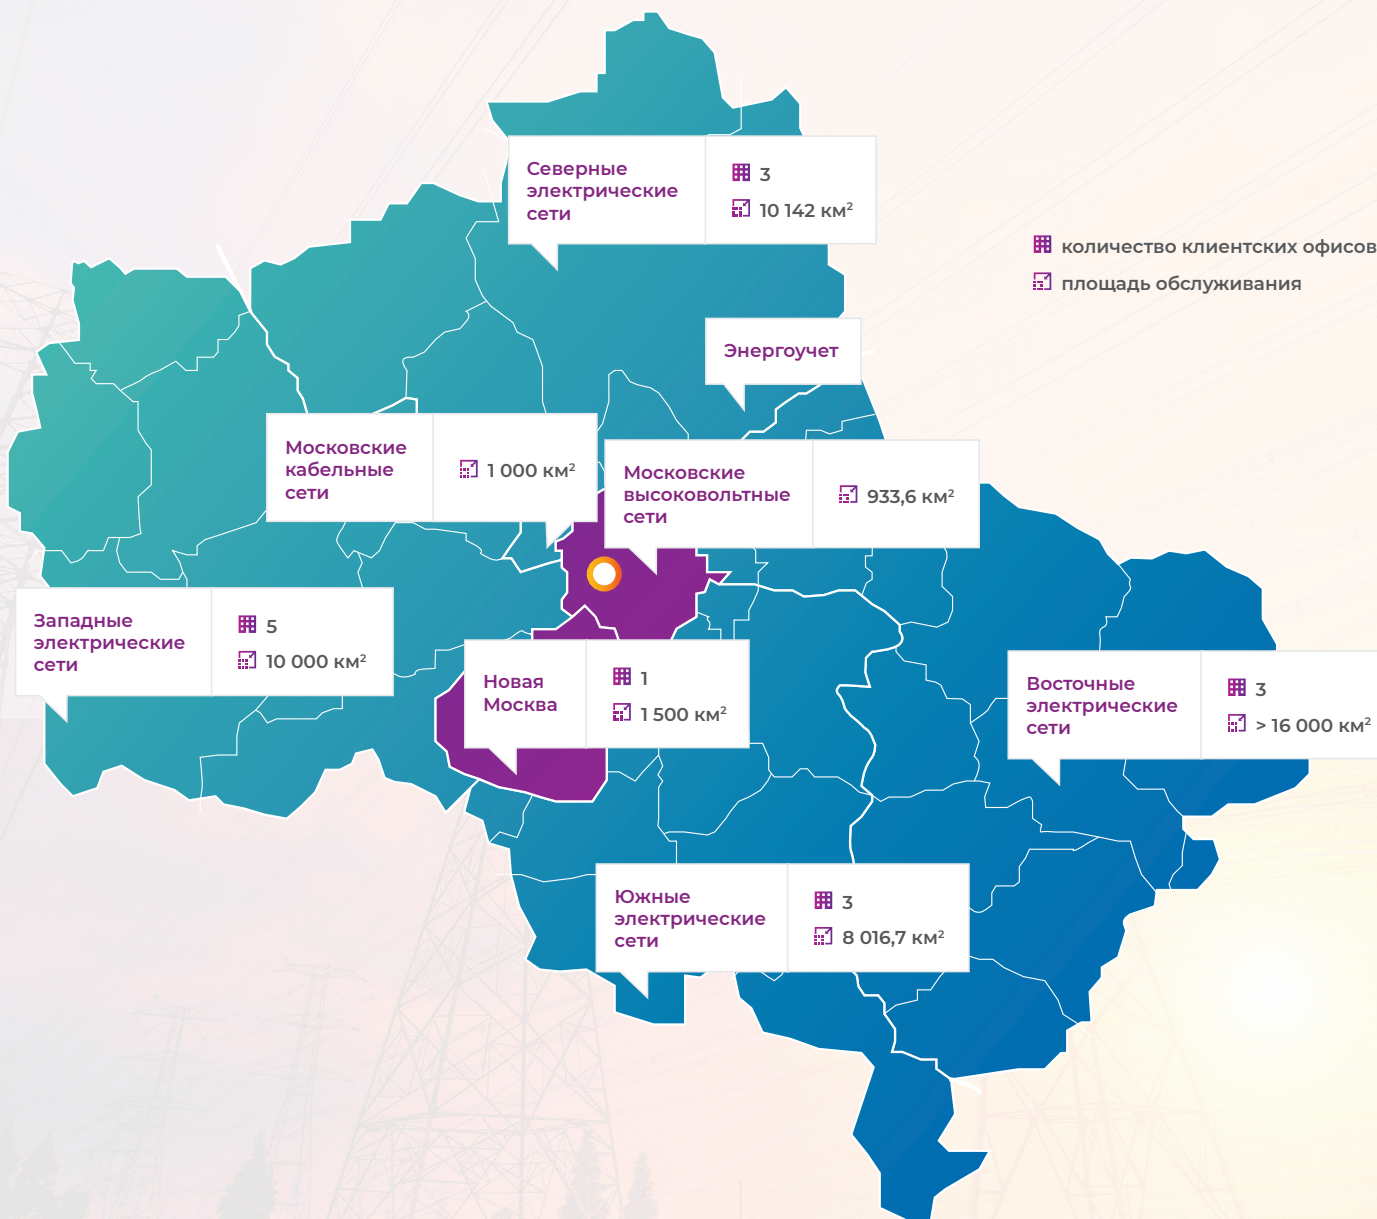 Северные
электрические
сети
3
10 142 км²
количество клиентских офисов
площадь обслуживания
Энергоучет
Московские
кабельные
сети
1 000 км²
Московские
высоковольтные
сети
933,6 км²
Западные
электрические
сети
5
10 000 км²
Новая
Москва
1
1 500 км²
Восточные
электрические
сети
3
> 16 000 км²
Южные
электрические
сети
3
8 016,7 км²